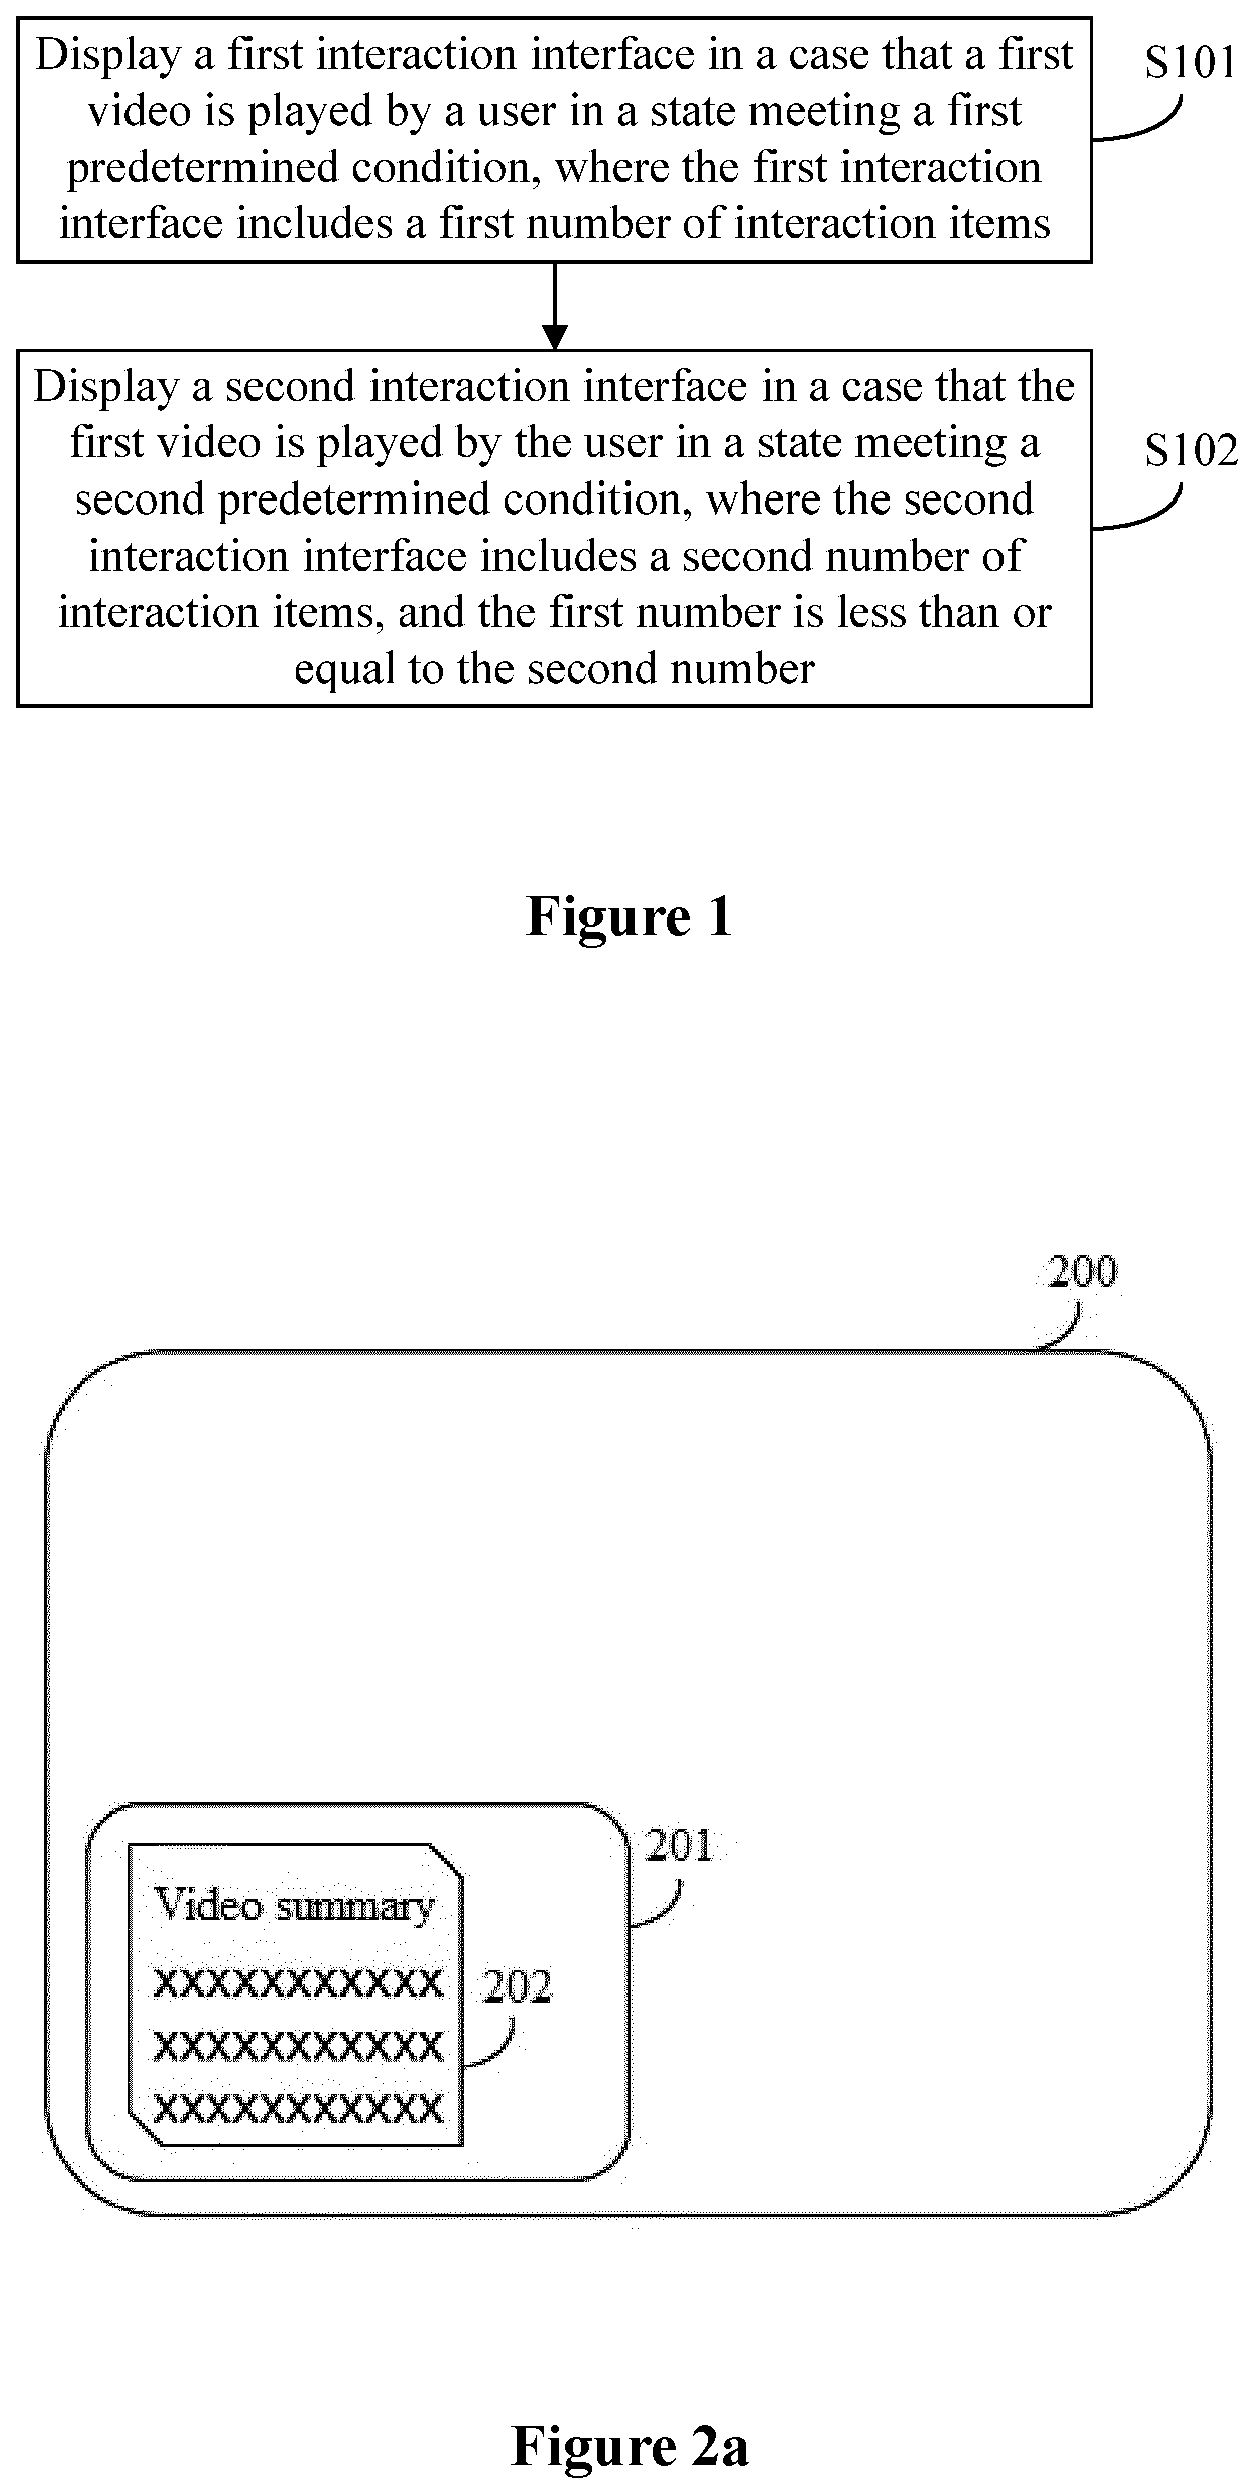 Display a first interaction interface in a case that a first
video is played by a user in a state meeting a first
predetermined condition, where the first interaction
interface includes a first number of interaction items
S101
Display a second interaction interface in a case that the
first video is played by the user in a state meeting a
second predetermined condition, where the second
interaction interface includes a second number of
interaction items, and the first number is less than or
equal to the second number
S102
Figure 1
200
201
Video summary
XXXXXXXXXXX
202
XXXXXXXXXXX
XXXXXXXXXXX
Figure 2a